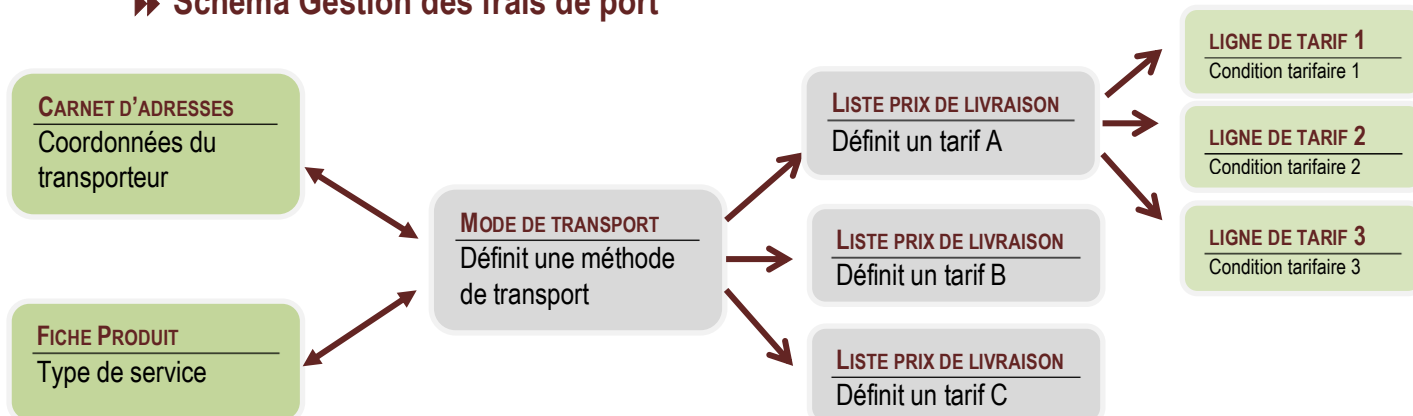 Schéma Gestion des frais de port
CARNET D'ADRESSES
Coordonnées du
transporteur
FICHE PRODUIT
Type de service
MODE DE TRANSPORT
Définit une méthode
de transport
LISTE PRIX DE LIVRAISON
Définit un tarif A
LISTE PRIX DE LIVRAISON
Définit un tarif B
LISTE PRIX DE LIVRAISON
Définit un tarif C
LIGNE DE TARIF 1
Condition tarifaire 1
LIGNE DE TARIF 2
Condition tarifaire 2
LIGNE DE TARIF 3
Condition tarifaire 3